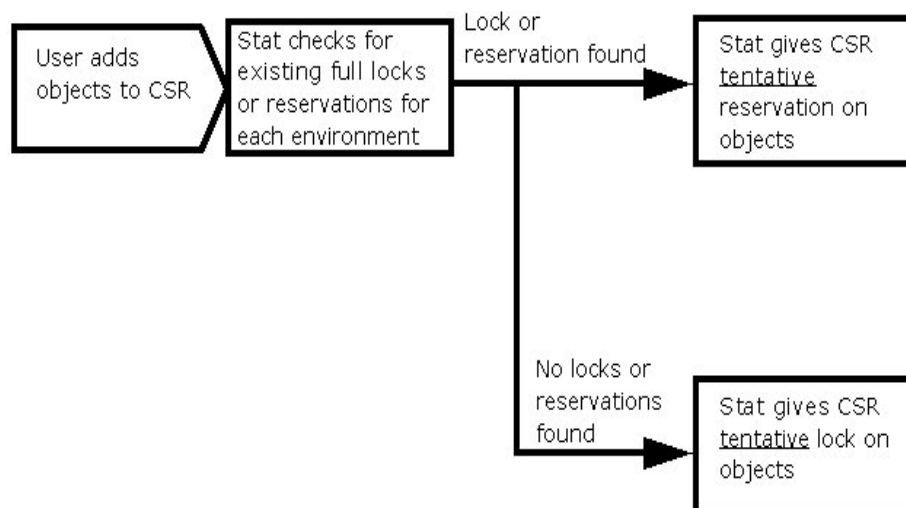 User adds
objects to CSR
Stat checks for
existing full locks
or reservations for
each environment
Lock or
reservation found
Stat gives CSR
tentative
reservation on
objects
No locks or
reservations
found
Stat gives CSR
tentative lock on
objects